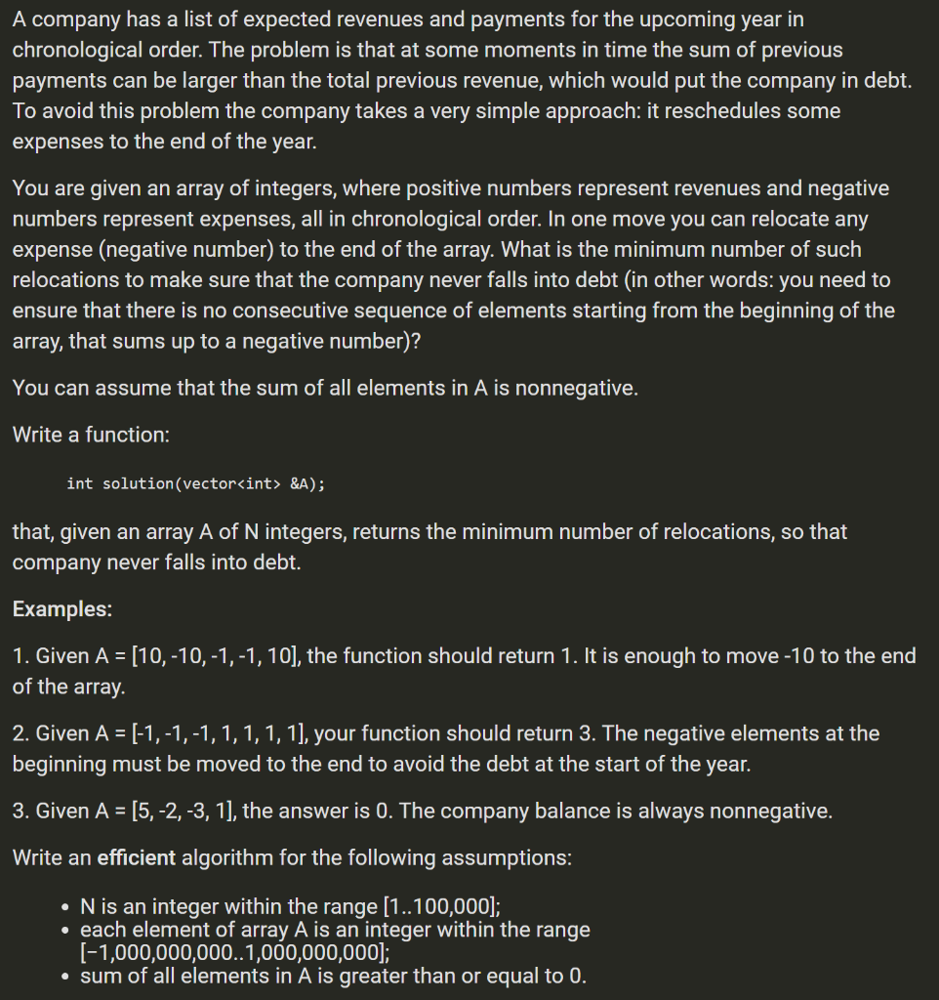 A company has a list of expected revenues and payments for the upcoming year in
chronological order. The problem is that at some moments in time the sum of previous
payments can be larger than the total previous revenue, which would put the company in debt.
To avoid this problem the company takes a very simple approach: it reschedules some
expenses to the end of the year.
You are given an array of integers, where positive numbers represent revenues and negative
numbers represent expenses, all in chronological order. In one move you can relocate any
expense (negative number) to the end of the array. What is the minimum number of such
relocations to make sure that the company never falls into debt (in other words: you need to
ensure that there is no consecutive sequence of elements starting from the beginning of the
array, that sums up to a negative number)?
You can assume that the sum of all elements in A is nonnegative.
Write a function:
int solution(vector<int> &A);
that, given an array A of N integers, returns the minimum number of relocations, so that
company never falls into debt.
Examples:
1. Given A = [10, -10, -1, -1, 10], the function should return 1. It is enough to move -10 to the end
of the array.
2. Given A = [-1, -1, -1, 1, 1, 1, 1], your function should return 3. The negative elements at the
beginning must be moved to the end to avoid the debt at the start of the year.
3. Given A = [5, -2, -3, 1], the answer is 0. The company balance is always nonnegative.
Write an efficient algorithm for the following assumptions:
• N is an integer within the range [1..100,000];
• each element of array A is an integer within the range
[−1,000,000,000..1,000,000,000];
• sum of all elements in A is greater than or equal to 0.